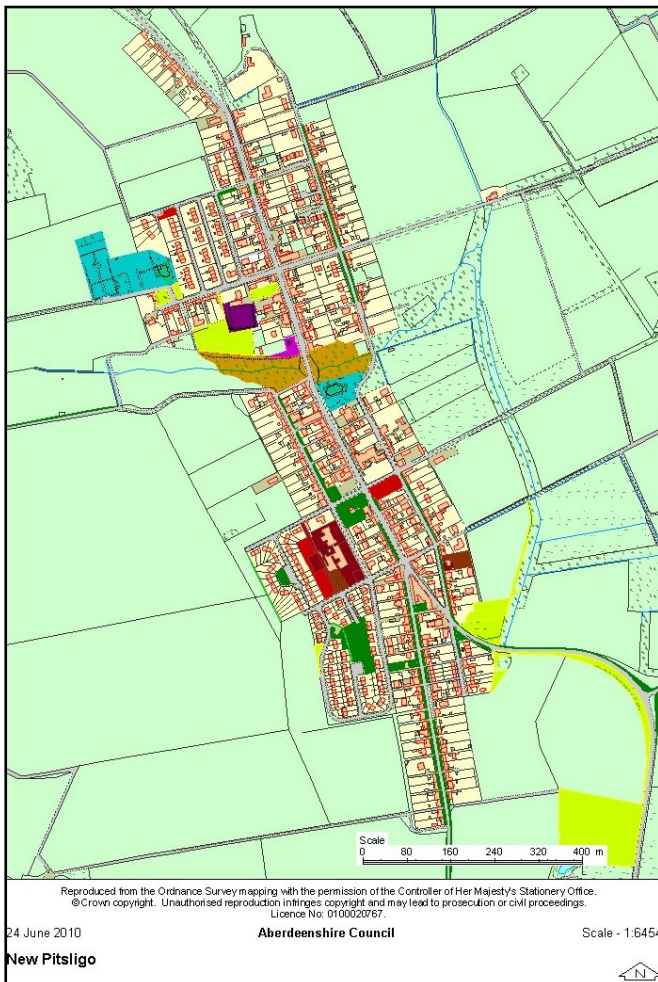 Scale
0 80 160 240 320 400 m
Reproduced from the Ordnance Survey mapping with the permission of the Controller of Her Majesty's Stationery Office.
©Crown copyright. Unauthorised reproduction infringes copyright and may lead to prosecution or civil proceedings.
Licence No: 0100020767.
24 June 2010 Aberdeenshire Council Scale - 1:6454
New Pitsligo
N